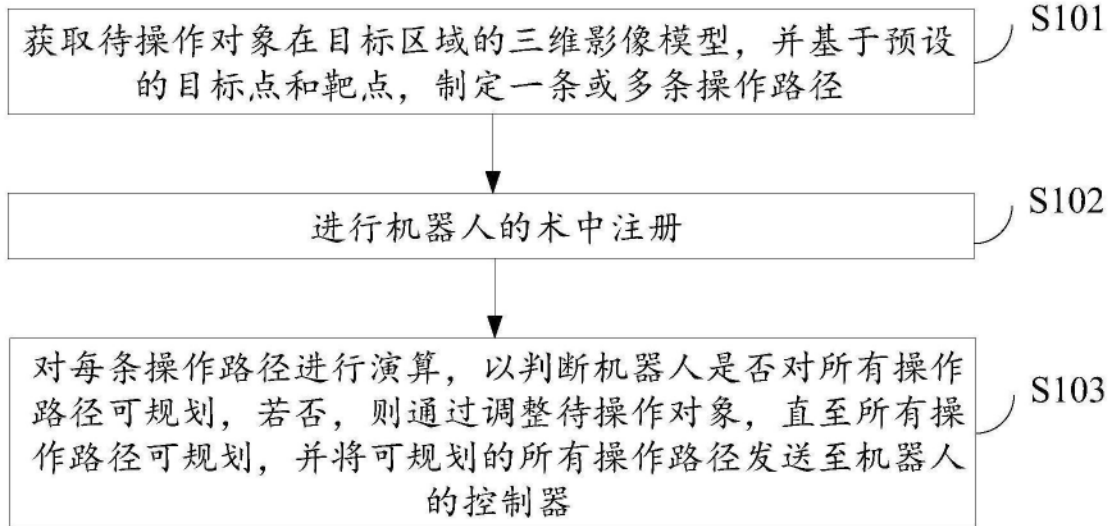 获取待操作对象在目标区域的三维影像模型，并基于预设
的目标点和靶点，制定一条或多条操作路径
S101
进行机器人的术中注册
S102
对每条操作路径进行演算，以判断机器人是否对所有操作
路径可规划，若否，则通过调整待操作对象，直至所有操
作路径可规划，并将可规划的所有操作路径发送至机器人
的控制器
S103